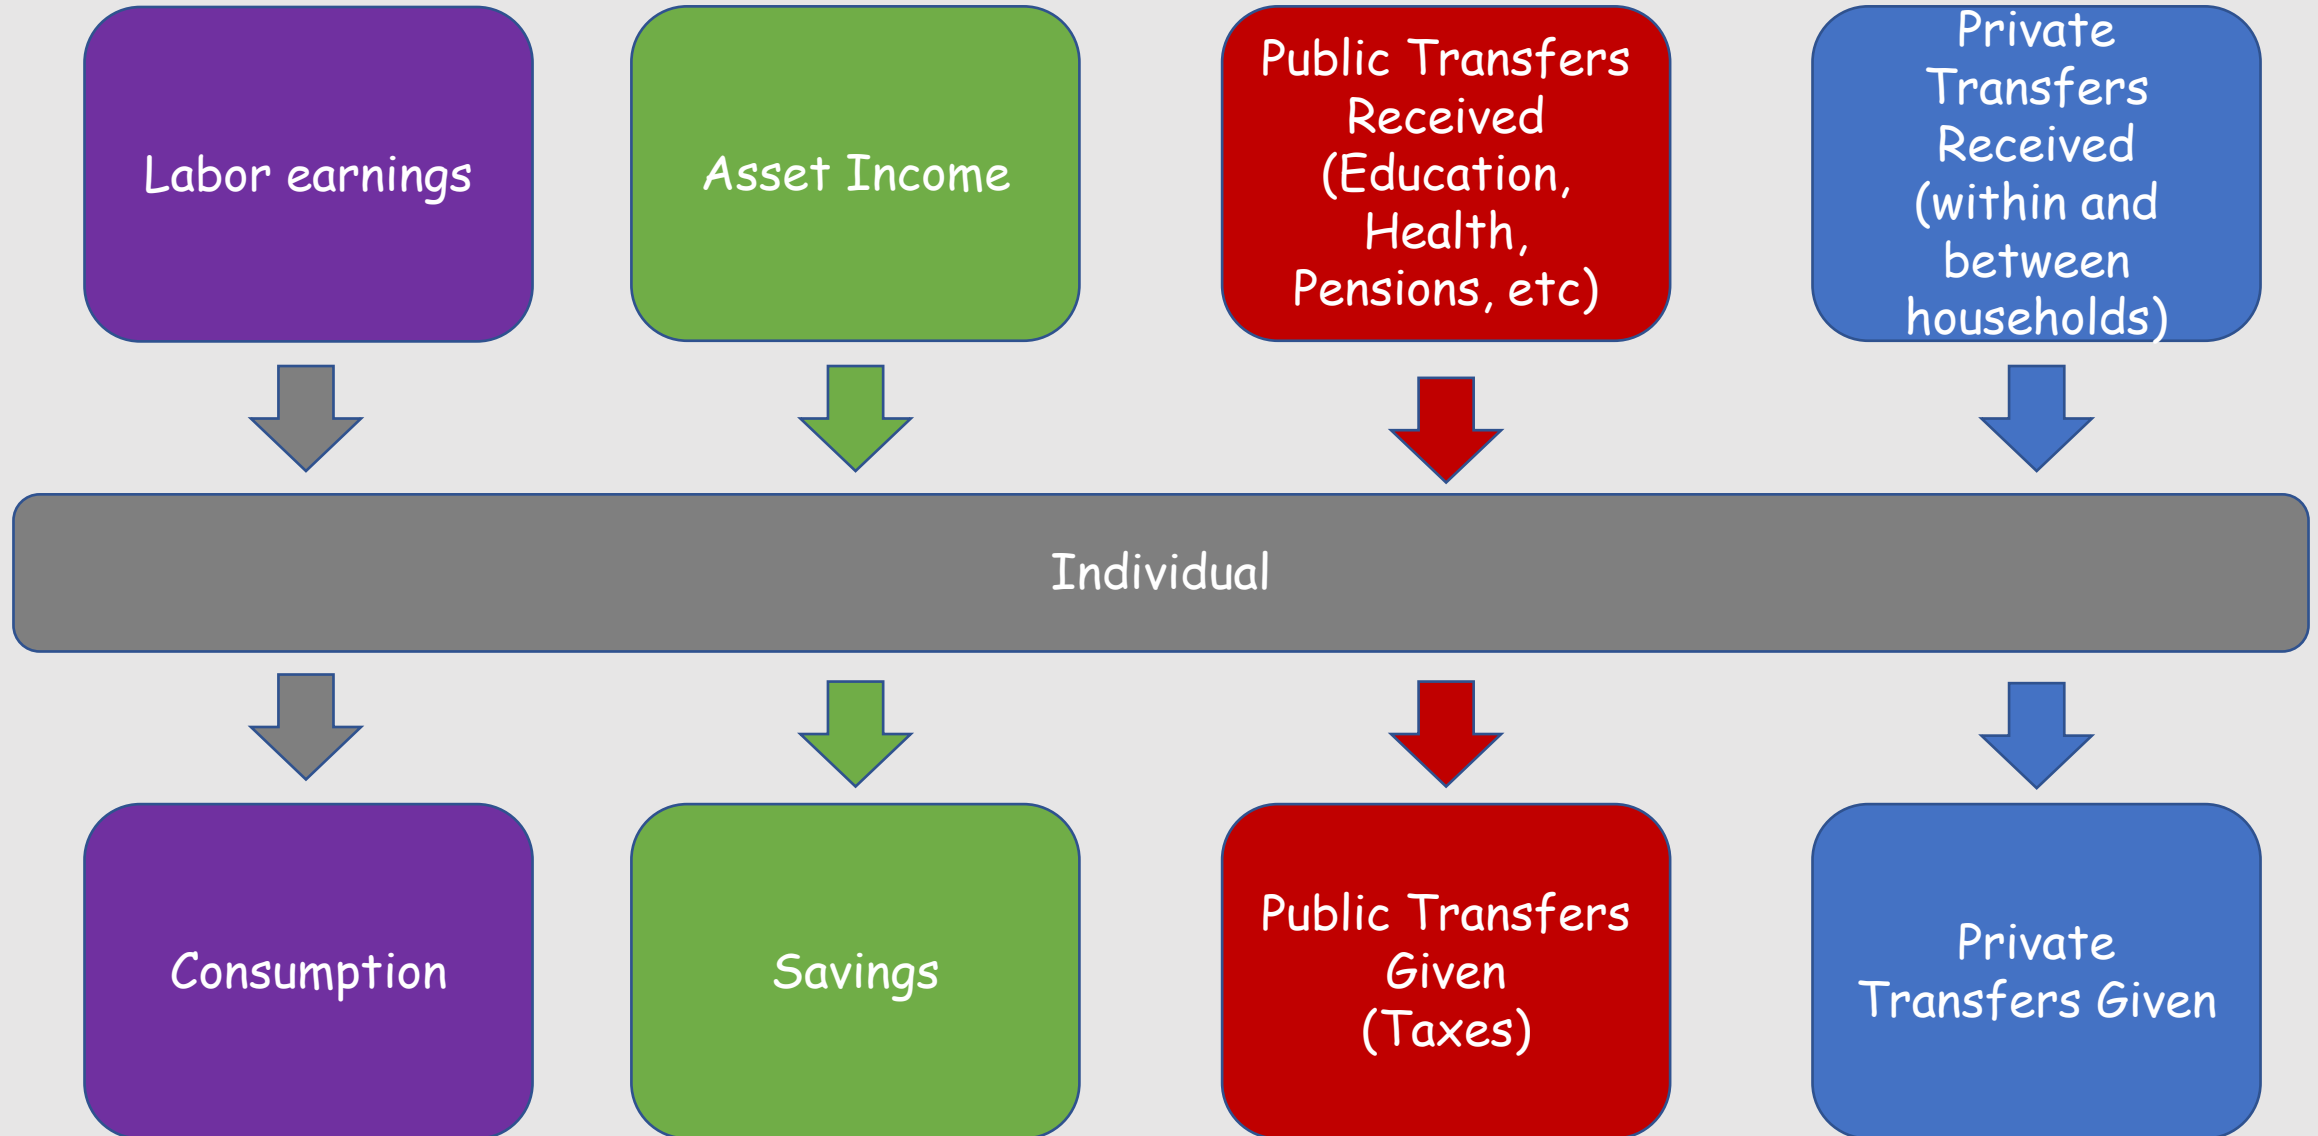 Labor earnings
Asset Income
Public Transfers
Received
(Education,
Health,
Pensions, etc)
Private
Transfers
Received
(within and
between
households)
Individual
Consumption
Savings
Public Transfers
Given
(Taxes)
Private
Transfers Given